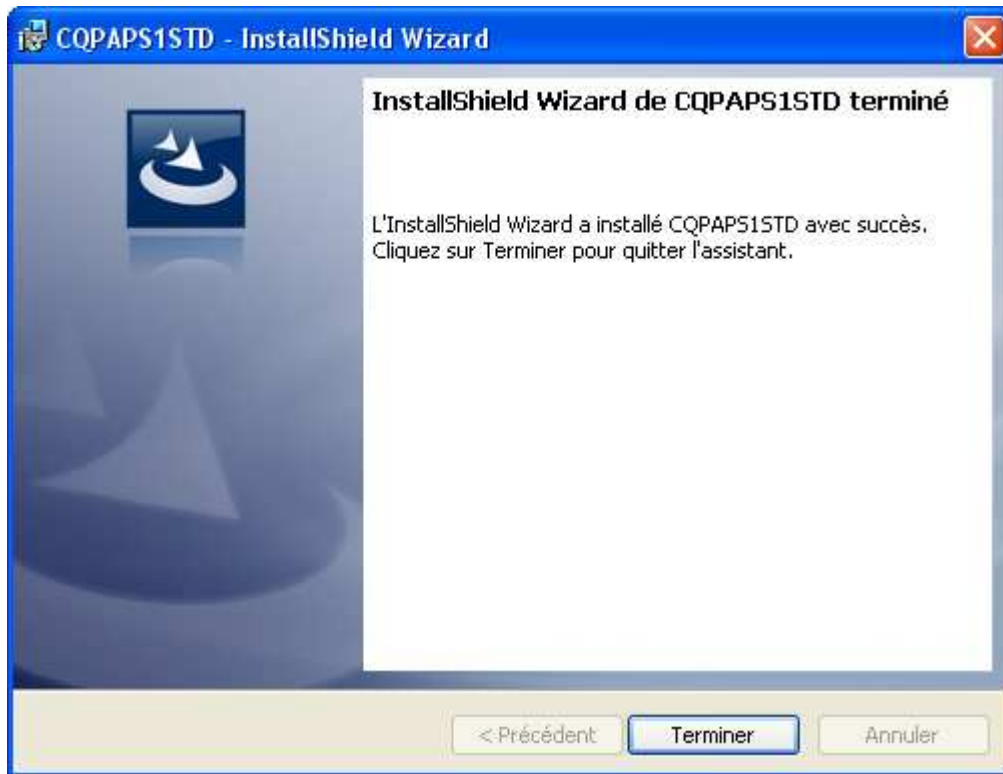 CQPAPS1STD - InstallShield Wizard
InstallShield Wizard de CQPAPS1STD terminé
L'InstallShield Wizard a installé CQPAPS1STD avec succès.
Cliquez sur Terminer pour quitter l'assistant.
< Précédent
Terminer
Annuler